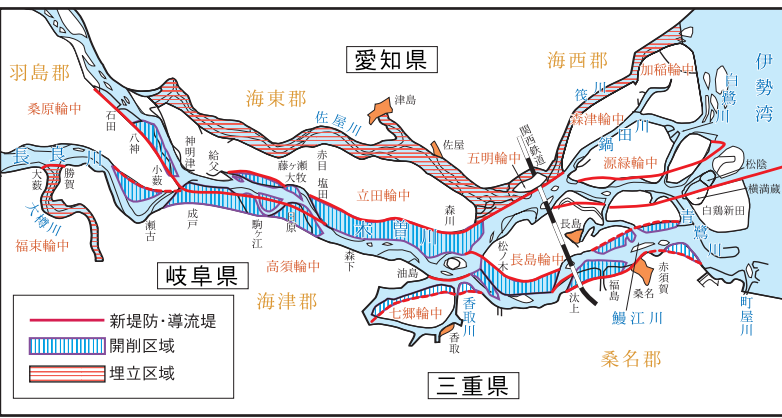 愛知県
海西郡
加稲輪中
伊勢湾
白鷺川
羽島郡
海東郡
津島
筏川
桑原輪中
石田
佐屋川
関西鉄道
森津輪中
鍋田川
八神
神明津
給父
佐屋
五明輪中
源緑輪中
松陰
長良川
大薮
勝賀
小薮
藤ヶ瀬
大牧
赤目
塩田
立田輪中
横満蔵
大榑川
森川
長島
白鶏新田
青鷺川
福束輪中
瀬古
成戸
駒ヶ江
日原
木曽川
松ノ木
長島輪中
森下
油島
高須輪中
岐阜県
海津郡
福島
赤須賀
桑名
汰上
香取川
七郷輪中
香取
鰻江川
町屋川
桑名郡
三重県
新堤防・導流堤
開削区域
埋立区域